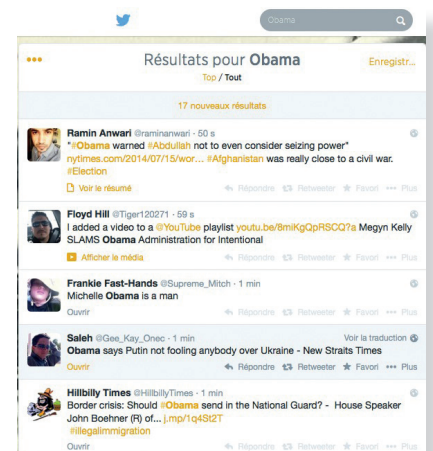 Obama
Résultats pour Obama
Enregistr...
Top / Tout
17 nouveaux résultats
Ramin Anwari @raminanwari · 50 s
"#Obama warned #Abdullah not to even consider seizing power"
nytimes.com/2014/07/15/wor... #Afghanistan was really close to a civil war.
#Election
Voir le résumé Répondre Retweeter Favori Plus
Floyd Hill @Tiger120271 · 59 s
I added a video to a @YouTube playlist youtu.be/8miKgQpRSCQ?a Megyn Kelly
SLAMS Obama Administration for Intentional
Afficher le média Répondre Retweeter Favori Plus
Frankie Fast-Hands @Supreme_Mitch · 1 min
Michelle Obama is a man
Ouvrir Répondre Retweeter Favori Plus
Saleh @Gee_Kay_Onec · 1 min Voir la traduction
Obama says Putin not fooling anybody over Ukraine - New Straits Times
Ouvrir Répondre Retweeter Favori Plus
Hillbilly Times @HillbillyTimes · 1 min
Border crisis: Should #Obama send in the National Guard? - House Speaker
John Boehner (R) of... j.mp/1q4St2T
#illegalimmigration
Ouvrir Répondre Retweeter Favori Plus